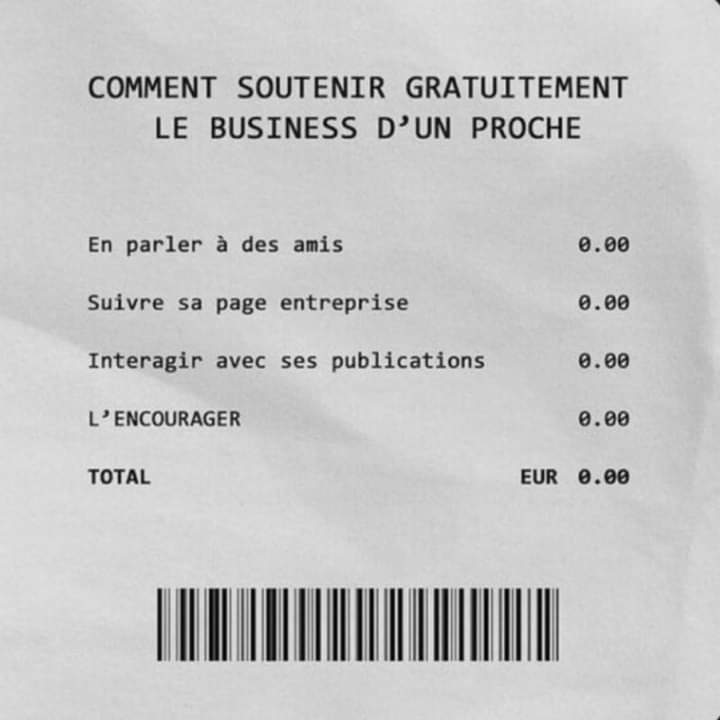 COMMENT SOUTENIR GRATUITEMENT
LE BUSINESS D’UN PROCHE
En parler à des amis 0.00
Suivre sa page entreprise 0.00
Interagir avec ses publications 0.00
L’ENCOURAGER 0.00
TOTAL EUR 0.00